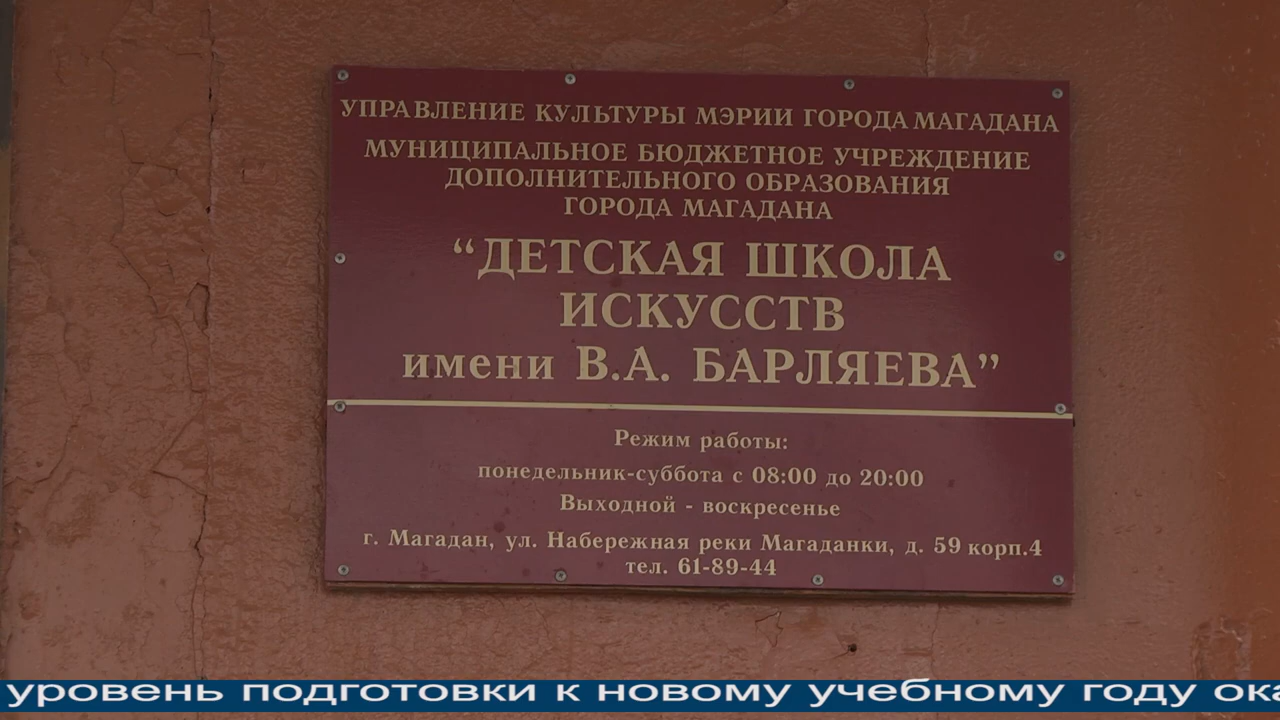 УПРАВЛЕНИЕ КУЛЬТУРЫ МЭРИИ ГОРОДА МАГАДАНА
МУНИЦИПАЛЬНОЕ БЮДЖЕТНОЕ УЧРЕЖДЕНИЕ
ДОПОЛНИТЕЛЬНОГО ОБРАЗОВАНИЯ
ГОРОДА МАГАДАНА
“ДЕТСКАЯ ШКОЛА
ИСКУССТВ
имени В.А. БАРЛЯЕВА”
Режим работы:
понедельник-суббота с 08:00 до 20:00
Выходной - воскресенье
г. Магадан, ул. Набережная реки Магаданки, д. 59 корп.4
тел. 61-89-44
уровень подготовки к новому учебному году